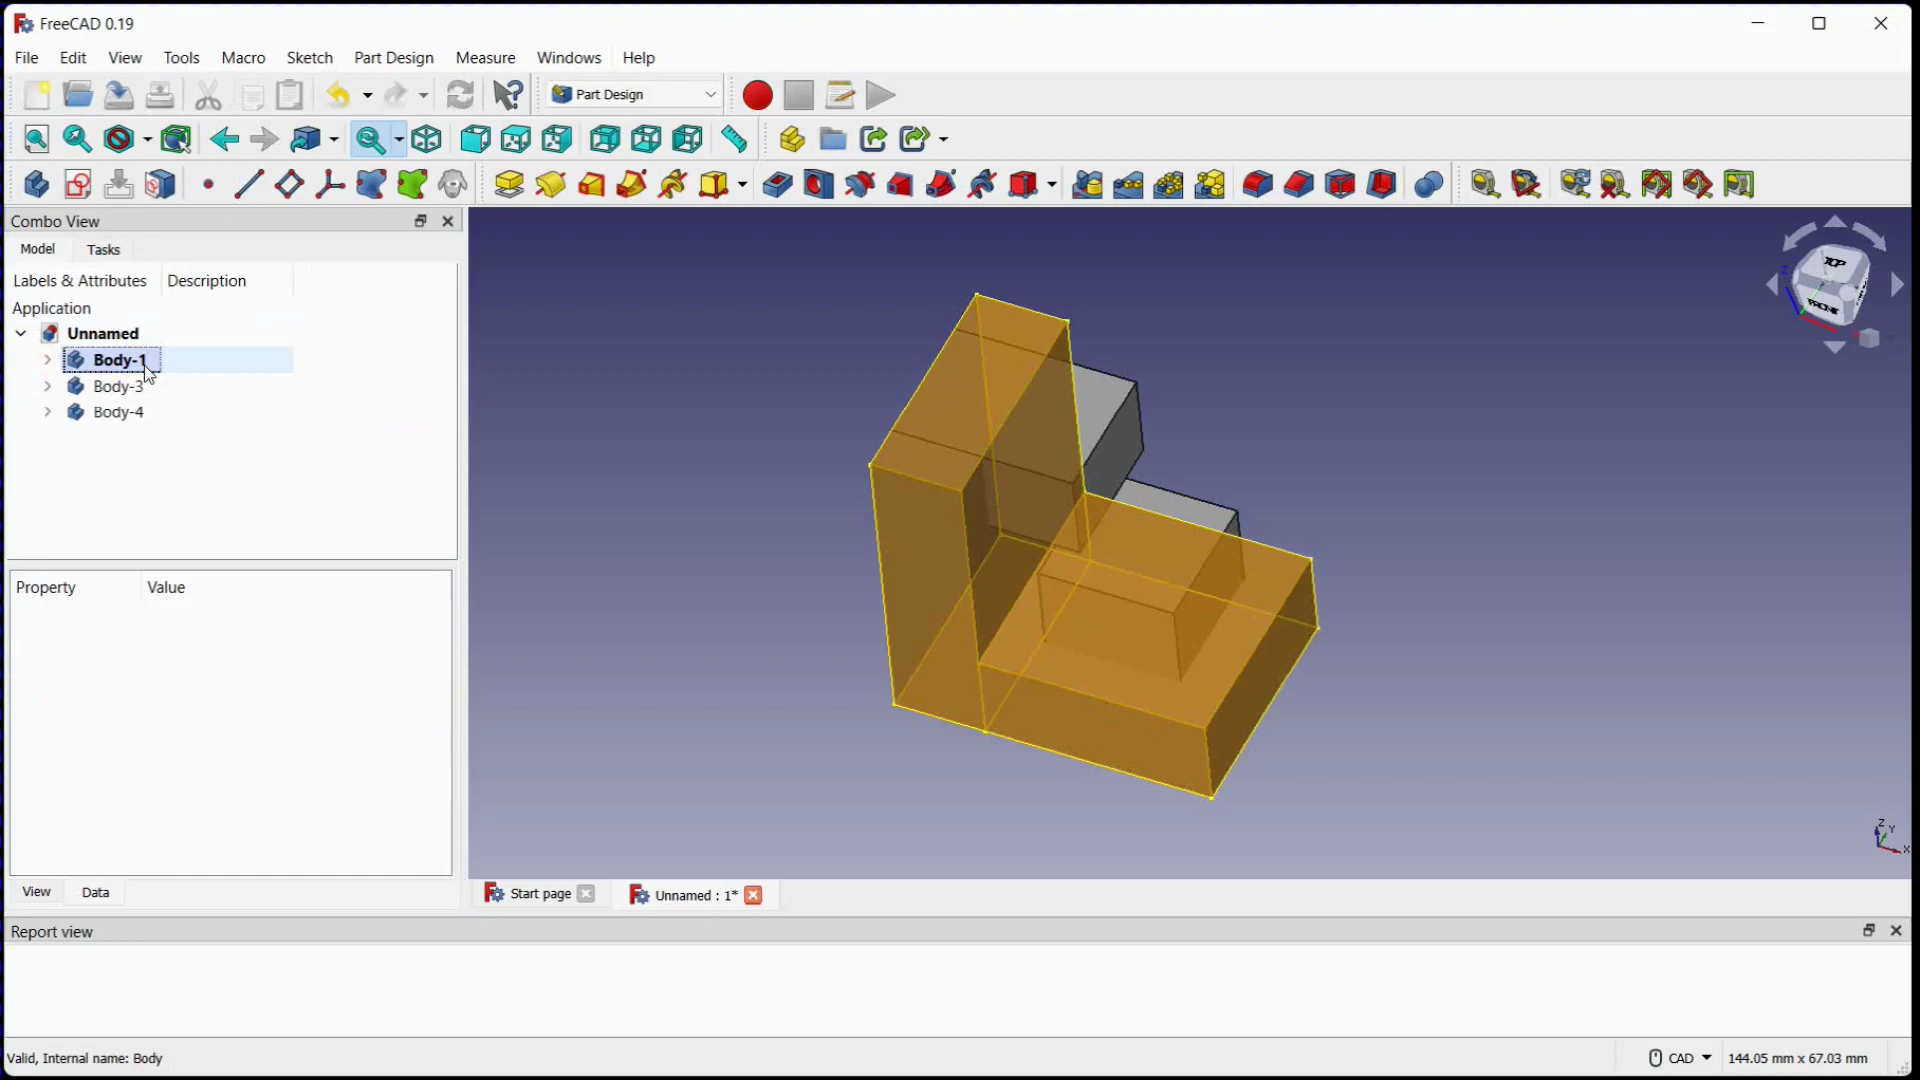 FreeCAD 0.19
File Edit View Tools Macro Sketch Part Design Measure Windows Help
Part Design
Combo View
Model Tasks
Labels & Attributes Description
Application
Unnamed
Body-1
Body-3
Body-4
TOP
FRONT
Z
Property Value
Z Y
X
View Data
Start page Unnamed : 1*
Report view
Valid, Internal name: Body CAD 144.05 mm x 67.03 mm